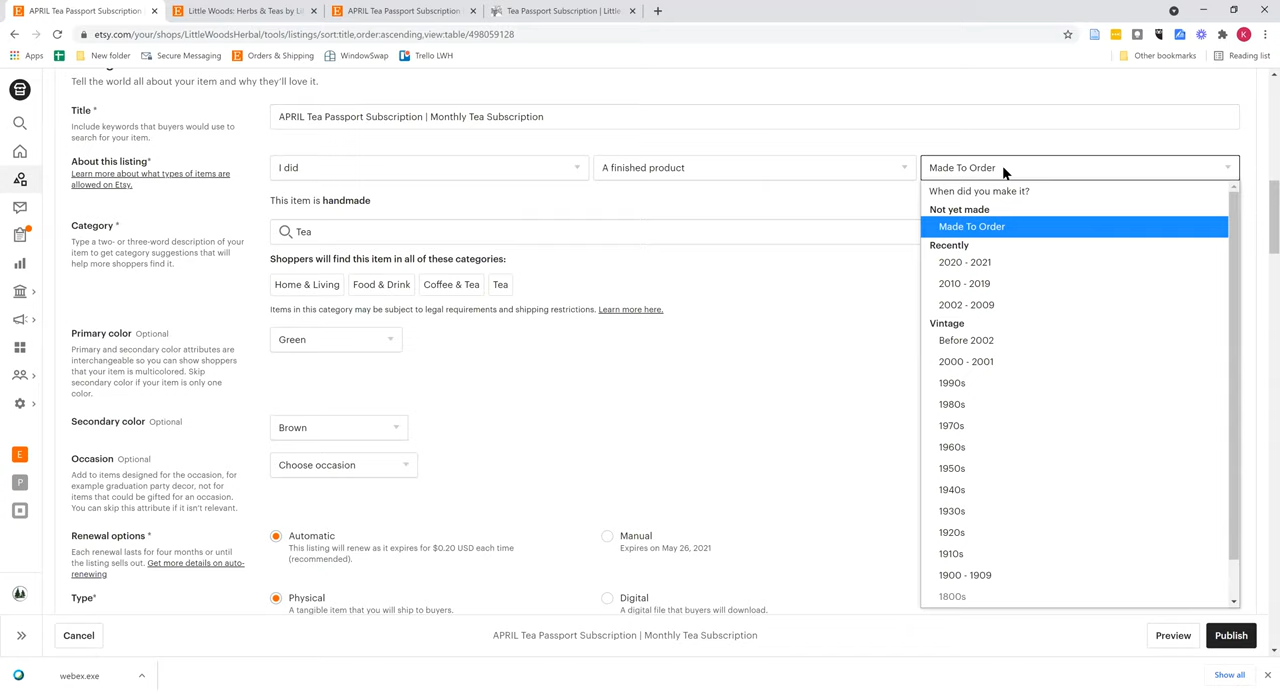 APRIL Tea Passport Subscription
Little Woods: Herbs & Teas by Li
APRIL Tea Passport Subscription
Tea Passport Subscription | Little
etsy.com/your/shops/LittleWoodsHerbal/tools/listings/sort:title,order:ascending,view:table/498059128
K
Apps
New folder
Secure Messaging
Orders & Shipping
WindowSwap
Trello LWH
Other bookmarks
Reading list
Tell the world all about your item and why they'll love it.
Title *
Include keywords that buyers would use to
search for your item.
APRIL Tea Passport Subscription | Monthly Tea Subscription
About this listing*
Learn more about what types of items are
allowed on Etsy.
I did
A finished product
Made To Order
This item is handmade
When did you make it?
Not yet made
Made To Order
Recently
2020 - 2021
2010 - 2019
2002 - 2009
Vintage
Before 2002
2000 - 2001
1990s
1980s
1970s
1960s
1950s
1940s
1930s
1920s
1910s
1900 - 1909
1800s
Category *
Type a two- or three-word description of your
item to get category suggestions that will
help more shoppers find it.
Tea
Shoppers will find this item in all of these categories:
Home & Living
Food & Drink
Coffee & Tea
Tea
Items in this category may be subject to legal requirements and shipping restrictions. Learn more here.
Primary color Optional
Primary and secondary color attributes are
interchangeable so you can show shoppers
that your item is multicolored. Skip
secondary color if your item is only one
color.
Green
Secondary color Optional
Brown
Occasion Optional
Add to items designed for the occasion, for
example graduation party decor, not for
items that could be gifted for an occasion.
You can skip this attribute if it isn't relevant.
Choose occasion
Renewal options *
Each renewal lasts for four months or until
the listing sells out. Get more details on auto-
renewing
Automatic
This listing will renew as it expires for $0.20 USD each time
(recommended).
Manual
Expires on May 26, 2021
Type*
Physical
A tangible item that you will ship to buyers.
Digital
A digital file that buyers will download.
E
P
Cancel
APRIL Tea Passport Subscription | Monthly Tea Subscription
Preview
Publish
webex.exe
Show all